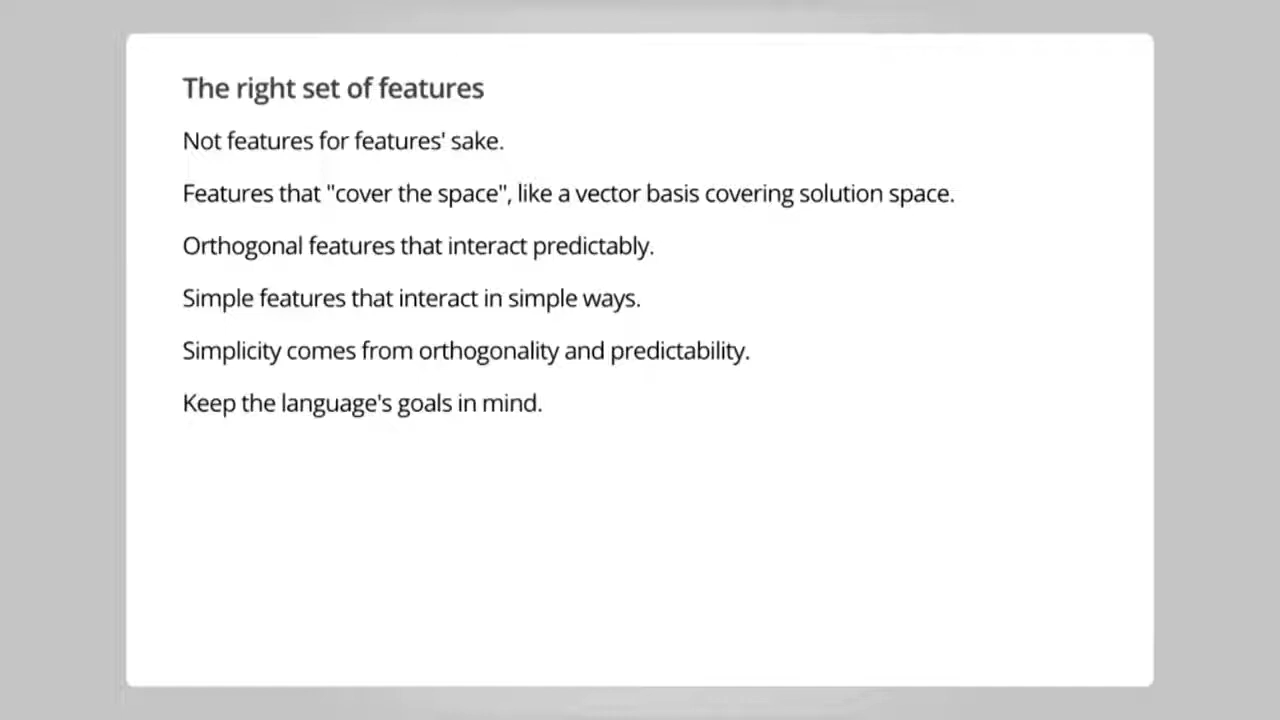 The right set of features
Not features for features' sake.
Features that "cover the space", like a vector basis covering solution space.
Orthogonal features that interact predictably.
Simple features that interact in simple ways.
Simplicity comes from orthogonality and predictability.
Keep the language's goals in mind.